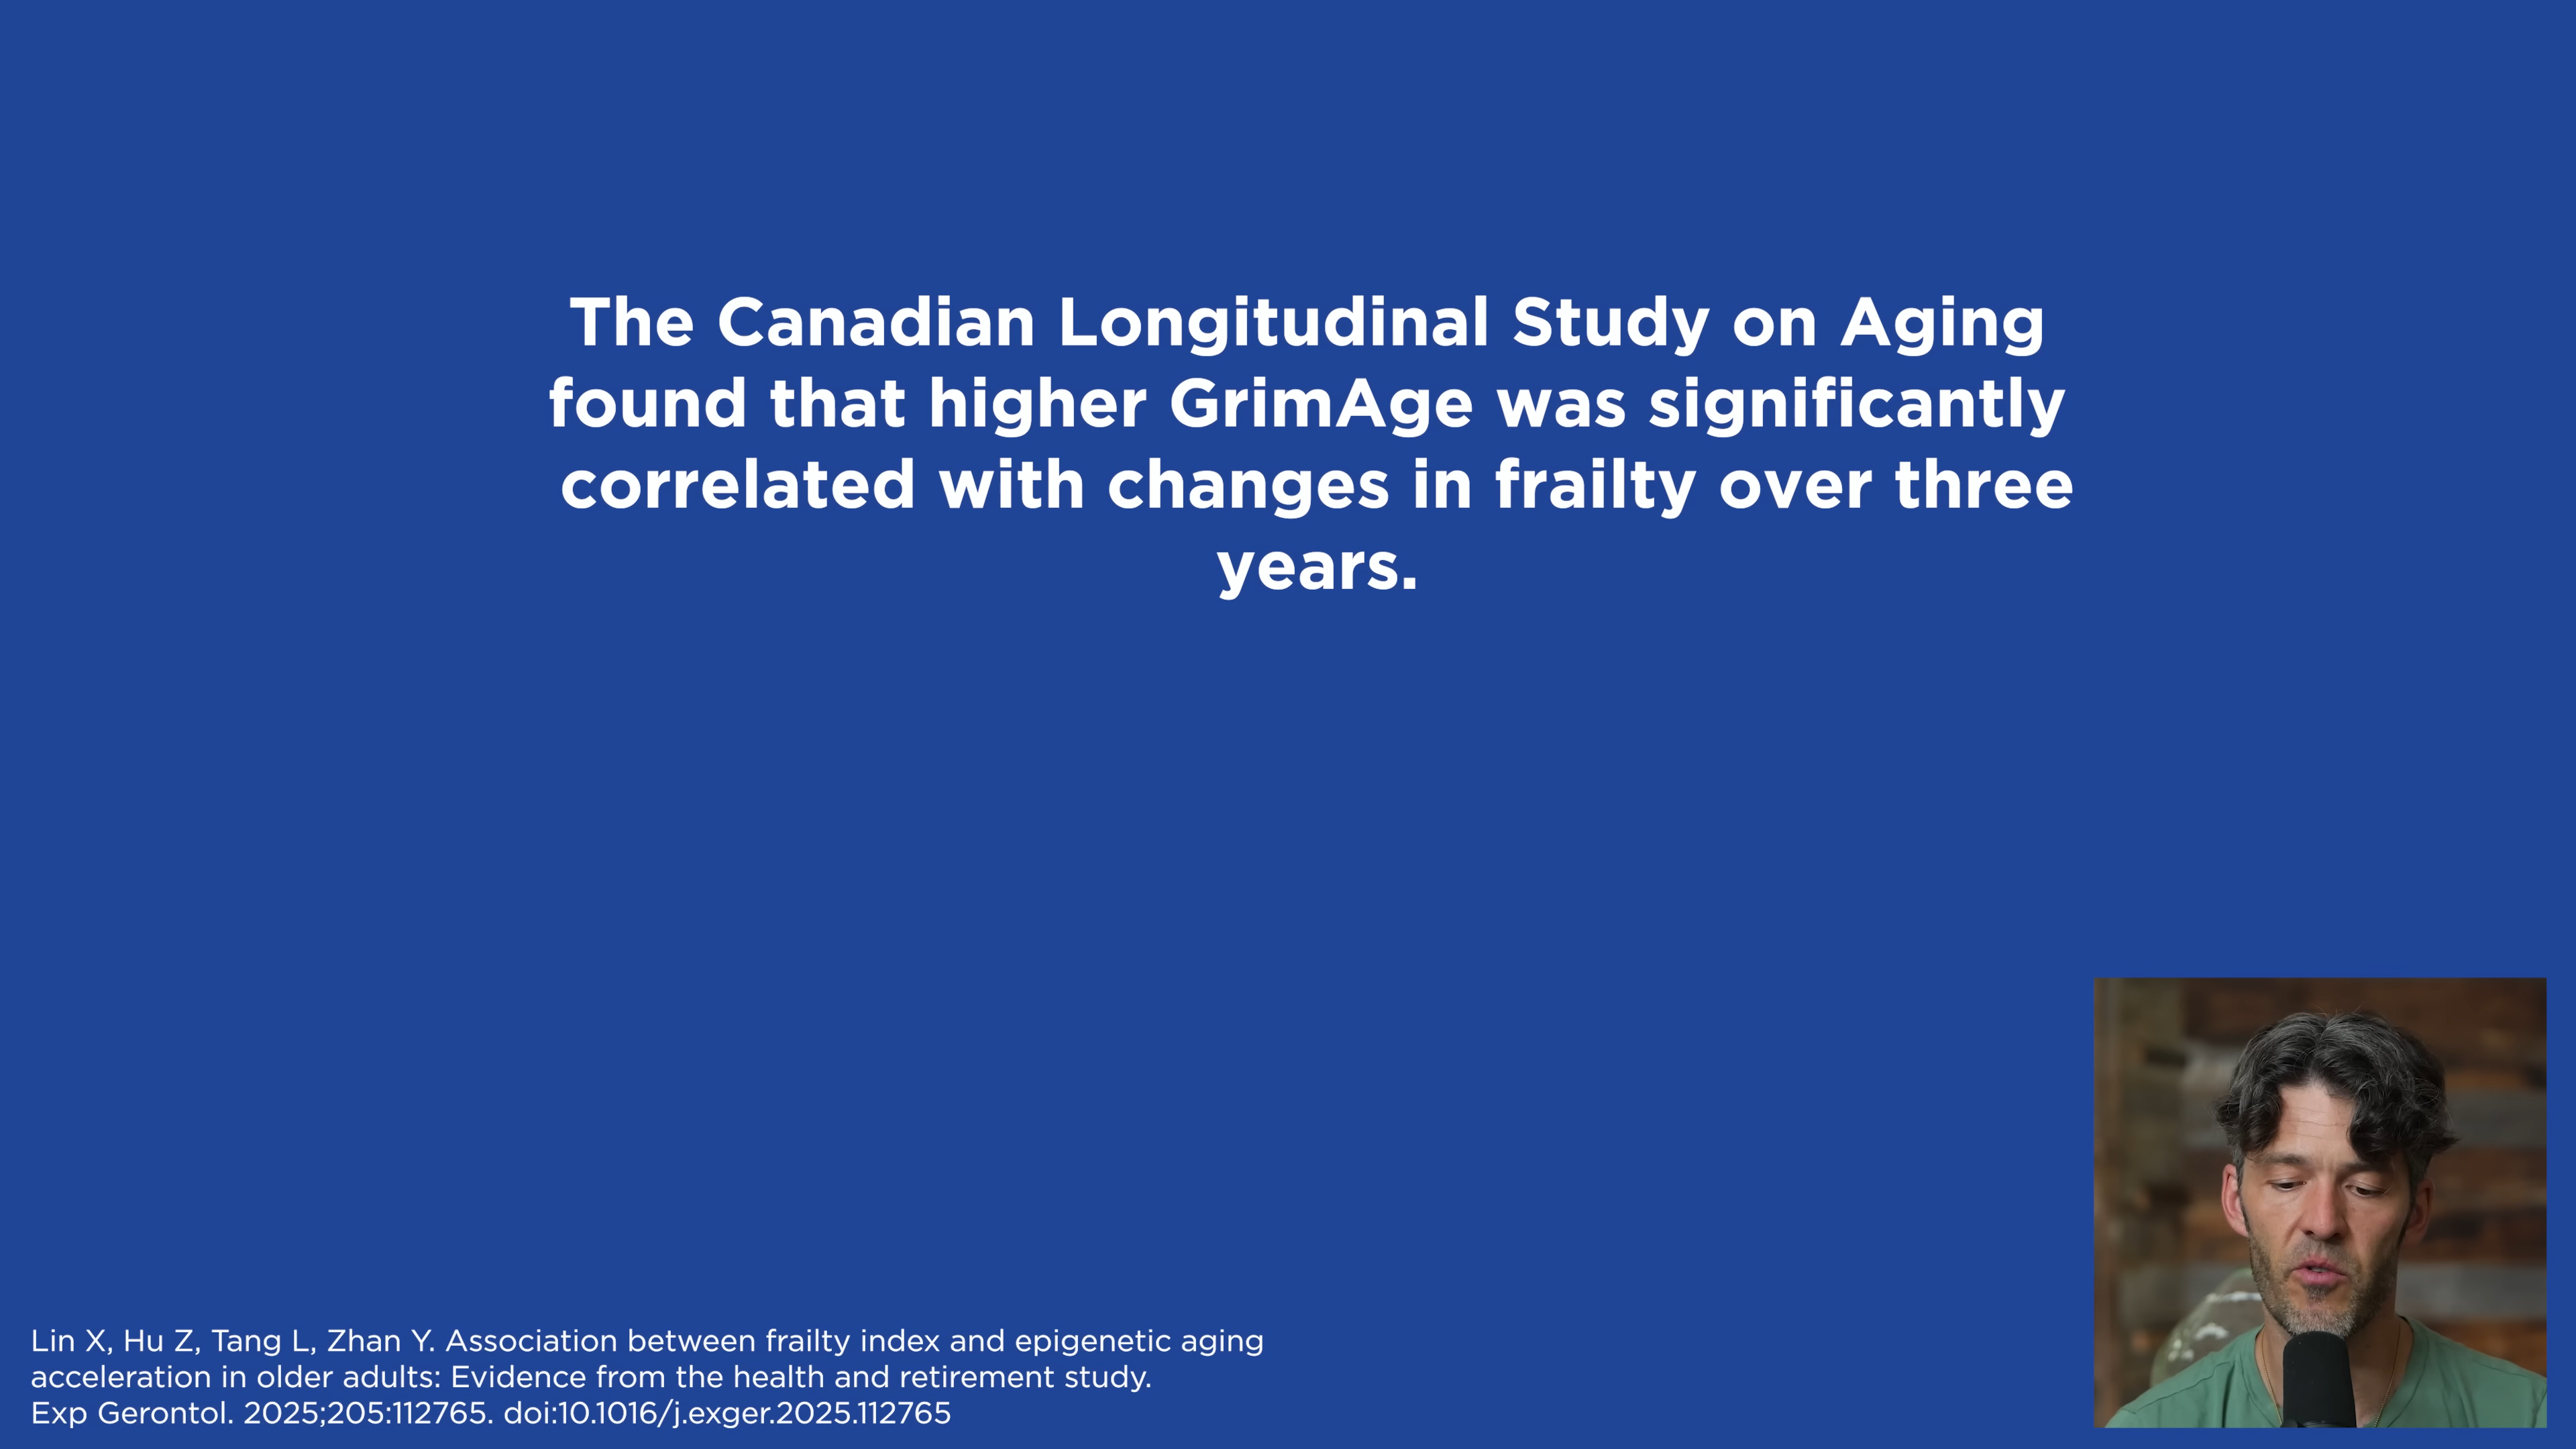 The Canadian Longitudinal Study on Aging
found that higher GrimAge was significantly
correlated with changes in frailty over three
years.
Lin X, Hu Z, Tang L, Zhan Y. Association between frailty index and epigenetic aging
acceleration in older adults: Evidence from the health and retirement study.
Exp Gerontol. 2025;205:112765. doi:10.1016/j.exger.2025.112765